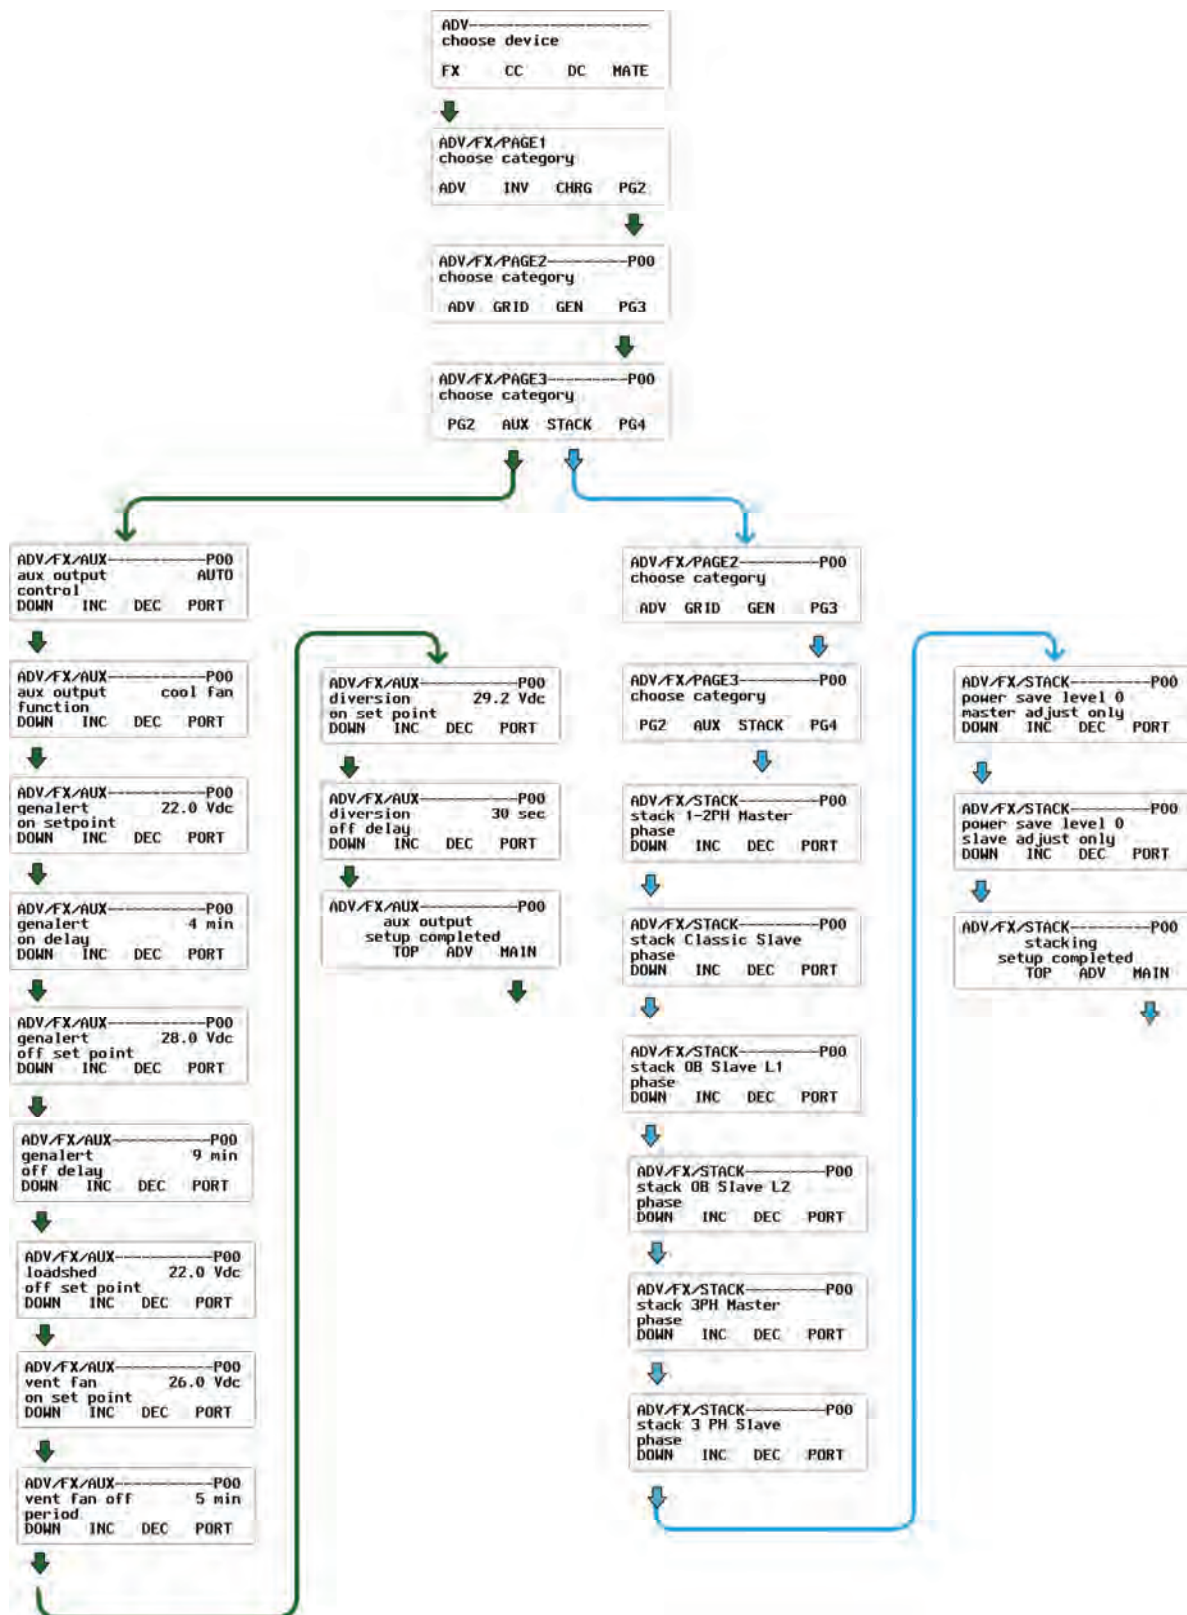 ADV--------------------
choose device
FX CC DC MATE
ADV/FX/PAGE1
choose category
ADV INV CHRG PG2
ADV/FX/PAGE2---------P00
choose category
ADV GRID GEN PG3
ADV/FX/PAGE3---------P00
choose category
PG2 AUX STACK PG4
ADV/FX/AUX-----------P00
aux output AUTO
control
DOWN INC DEC PORT
aux output cool fan P00
function
DOWN INC DEC PORT
ADV/FX/AUX-----------P00
genalert 22.0 Vdc
on setpoint
DOWN INC DEC PORT
ADV/FX/AUX-----------P00
genalert 4 min
on delay
DOWN INC DEC PORT
ADV/FX/AUX-----------P00
genalert 28.0 Vdc
off set point
DOWN INC DEC PORT
ADV/FX/AUX-----------P00
genalert 9 min
off delay
DOWN INC DEC PORT
ADV/FX/AUX-----------P00
loadshed 22.0 Vdc
off set point
DOWN INC DEC PORT
ADV/FX/AUX-----------P00
vent fan 26.0 Vdc
on set point
DOWN INC DEC PORT
ADV/FX/AUX-----------P00
vent fan off 5 min
period
DOWN INC DEC PORT
ADV/FX/AUX-----------P00
diversion 29.2 Vdc
on set point
DOWN INC DEC PORT
ADV/FX/AUX-----------P00
diversion 30 sec
off delay
DOWN INC DEC PORT
ADV/FX/AUX-----------P00
aux output
setup completed
TOP ADV MAIN
ADV/FX/PAGE2---------P00
choose category
ADV GRID GEN PG3
ADV/FX/PAGE3---------P00
choose category
PG2 AUX STACK PG4
ADV/FX/STACK---------P00
stack 1-2PH Master
phase
DOWN INC DEC PORT
ADV/FX/STACK---------P00
stack Classic Slave
phase
DOWN INC DEC PORT
ADV/FX/STACK---------P00
stack OB Slave L1
phase
DOWN INC DEC PORT
ADV/FX/STACK---------P00
stack OB Slave L2
phase
DOWN INC DEC PORT
ADV/FX/STACK---------P00
stack 3PH Master
phase
DOWN INC DEC PORT
ADV/FX/STACK---------P00
stack 3 PH Slave
phase
DOWN INC DEC PORT
ADV/FX/STACK---------P00
power save level 0
master adjust only
DOWN INC DEC PORT
ADV/FX/STACK---------P00
power save level 0
slave adjust only
DOWN INC DEC PORT
ADV/FX/STACK---------P00
stacking
setup completed
TOP ADV MAIN